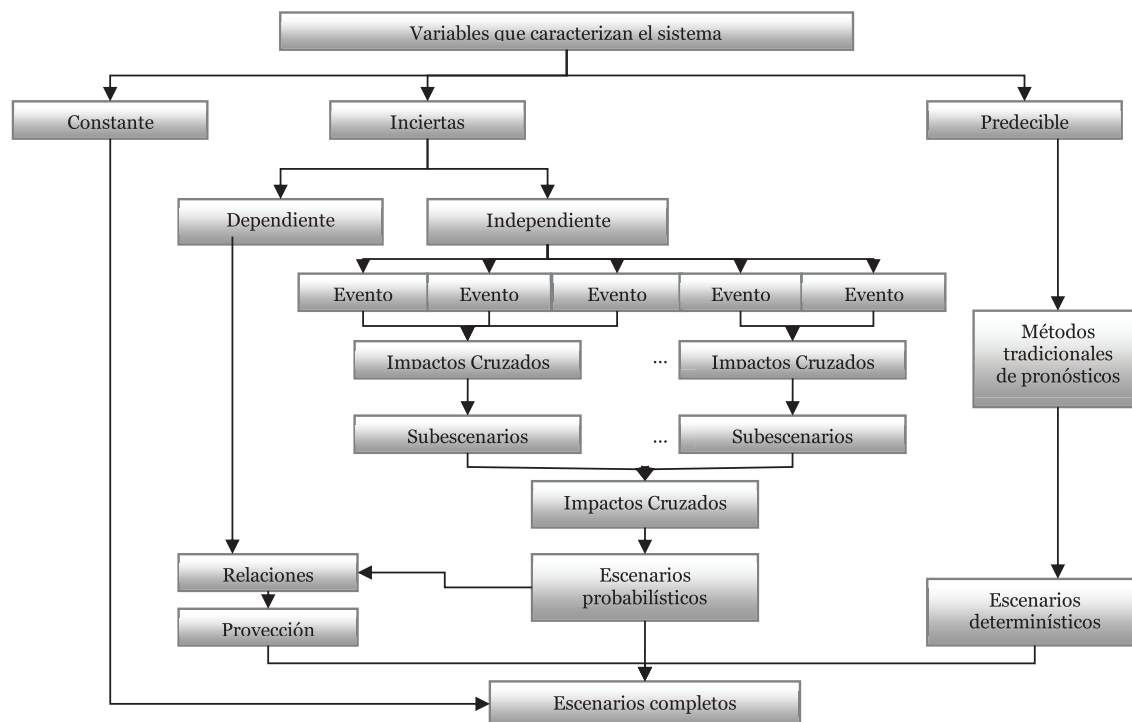 Variables que caracterizan el sistema
Constante
Inciertas
Predecible
Dependiente
Independiente
Evento
Evento
Evento
Evento
Evento
Métodos
tradicionales
de pronósticos
Impactos Cruzados
...
Impactos Cruzados
Subescenarios
...
Subescenarios
Impactos Cruzados
Relaciones
Escenarios
probabilísticos
Escenarios
determinísticos
Proyección
Escenarios completos